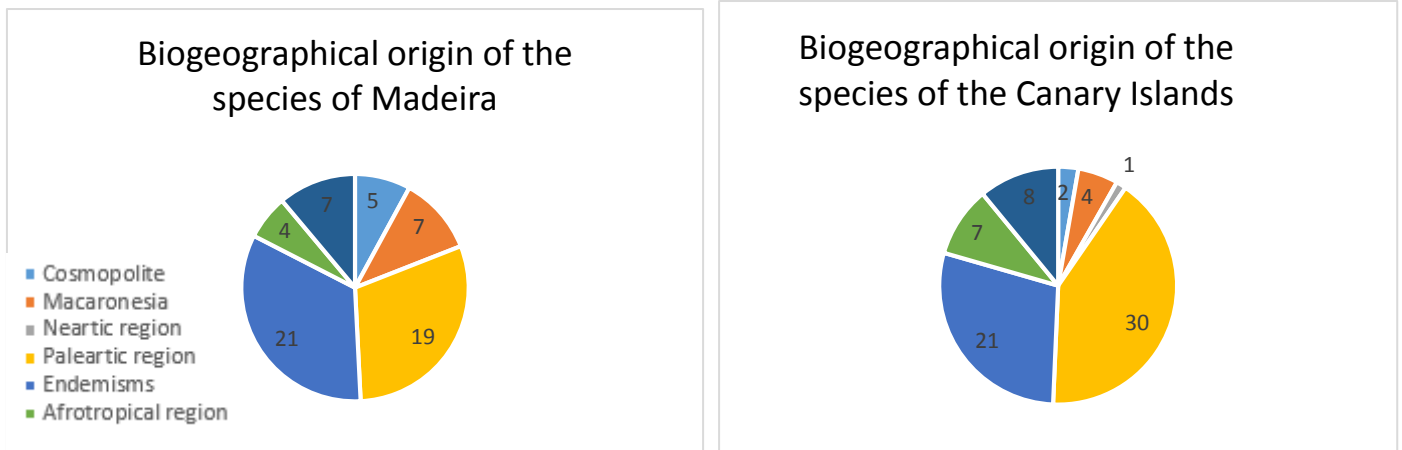 Biogeographical origin of the
species of Madeira
5
7
19
21
4
7
Cosmopolite
Macaronesia
Neartic region
Paleartic region
Endemisms
Afrotropical region
Biogeographical origin of the
species of the Canary Islands
2
4
1
30
21
7
8